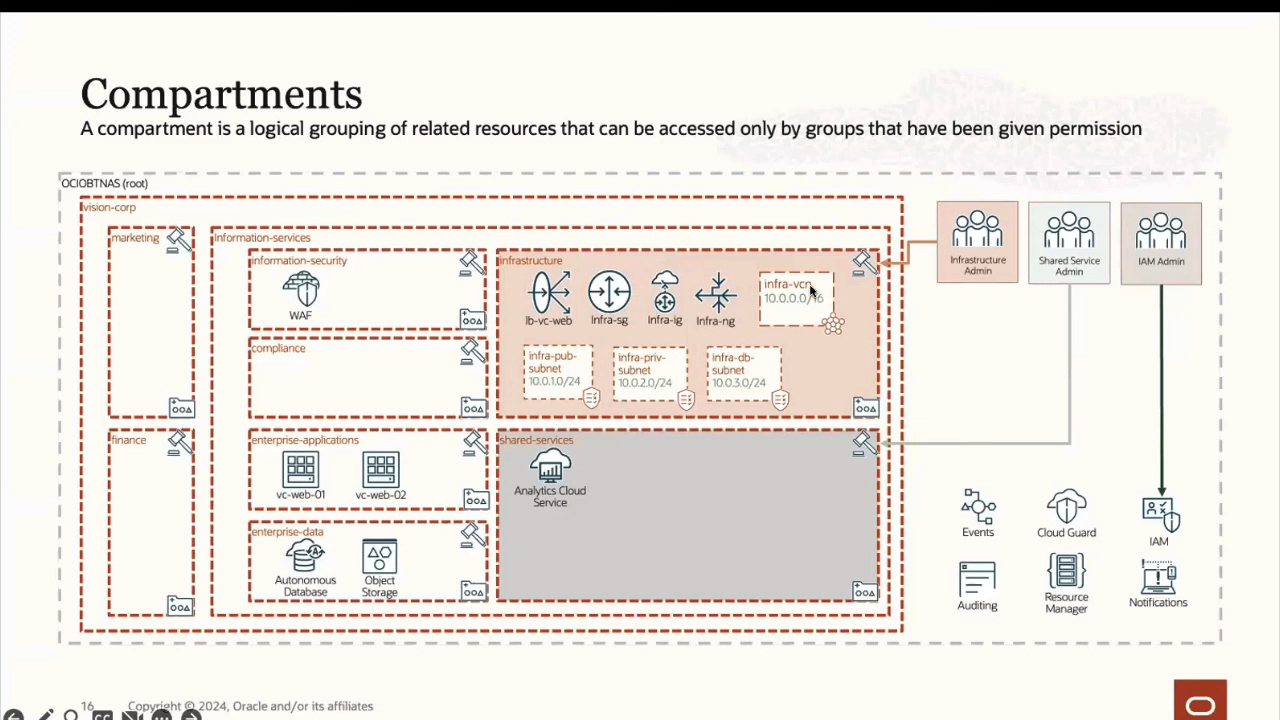 Compartments
A compartment is a logical grouping of related resources that can be accessed only by groups that have been given permission
OCIOBTNAS (root)
vision-corp
marketing
information-services
information-security
WAF
compliance
infrastructure
lb-vc-web
Infra-sg
Infra-ig
Infra-ng
infra-vcn
10.0.0.0/16
infra-pub-
subnet
10.0.1.0/24
infra-priv-
subnet
10.0.2.0/24
infra-db-
subnet
10.0.3.0/24
finance
enterprise-applications
vc-web-01
vc-web-02
enterprise-data
Autonomous
Database
Object
Storage
shared-services
Analytics Cloud
Service
Infrastructure
Admin
Shared Service
Admin
IAM Admin
Events
Cloud Guard
IAM
Auditing
Resource
Manager
Notifications
16
Copyright © 2024, Oracle and/or its affiliates